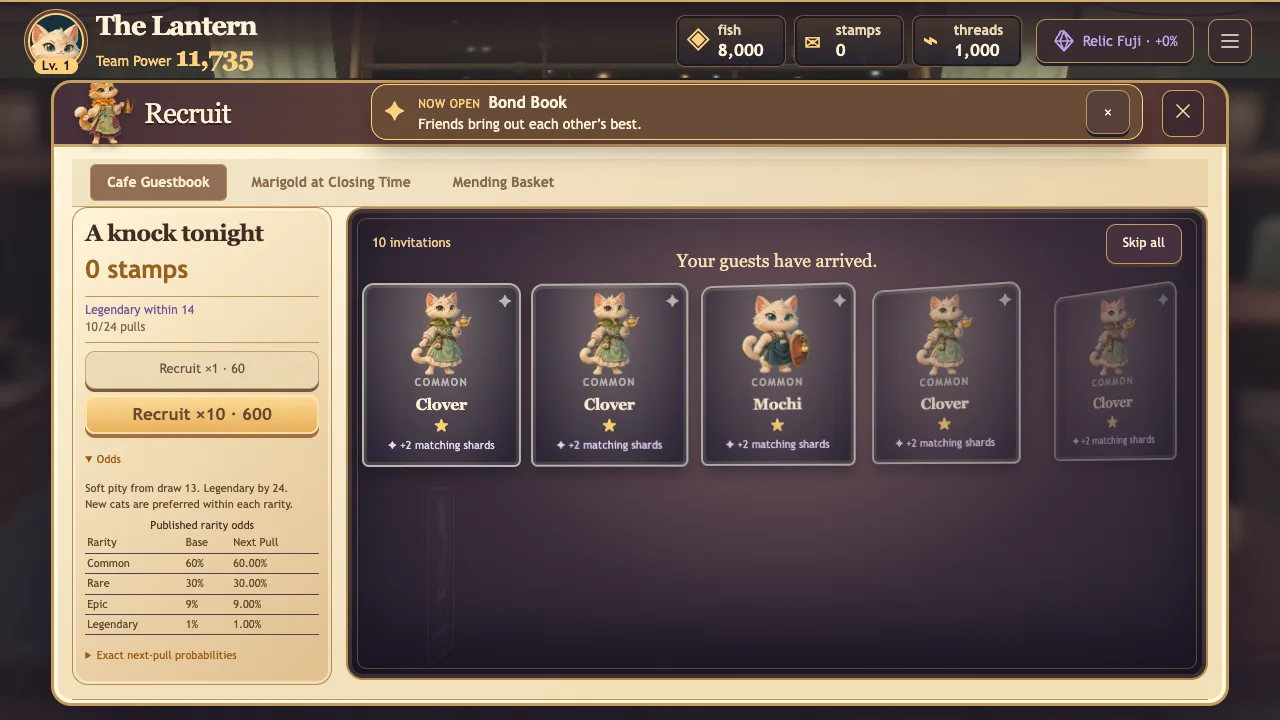 The Lantern
Lv. 1
Team Power 11,735
fish
8,000
stamps
0
threads
1,000
Relic Fuji · +0%
Recruit
NOW OPEN Bond Book
Friends bring out each other's best.
×
Cafe Guestbook
Marigold at Closing Time
Mending Basket
A knock tonight
0 stamps
Legendary within 14
10/24 pulls
Recruit ×1 · 60
Recruit ×10 · 600
▼ Odds
Soft pity from draw 13. Legendary by 24.
New cats are preferred within each rarity.
Published rarity odds
Rarity Base Next Pull
Common 60% 60.00%
Rare 30% 30.00%
Epic 9% 9.00%
Legendary 1% 1.00%
▶ Exact next-pull probabilities
10 invitations
Your guests have arrived.
Skip all
COMMON
Clover
✦ +2 matching shards
COMMON
Clover
✦ +2 matching shards
COMMON
Mochi
✦ +2 matching shards
COMMON
Clover
✦ +2 matching shards
COMMON
Clover
✦ +2 matching shards